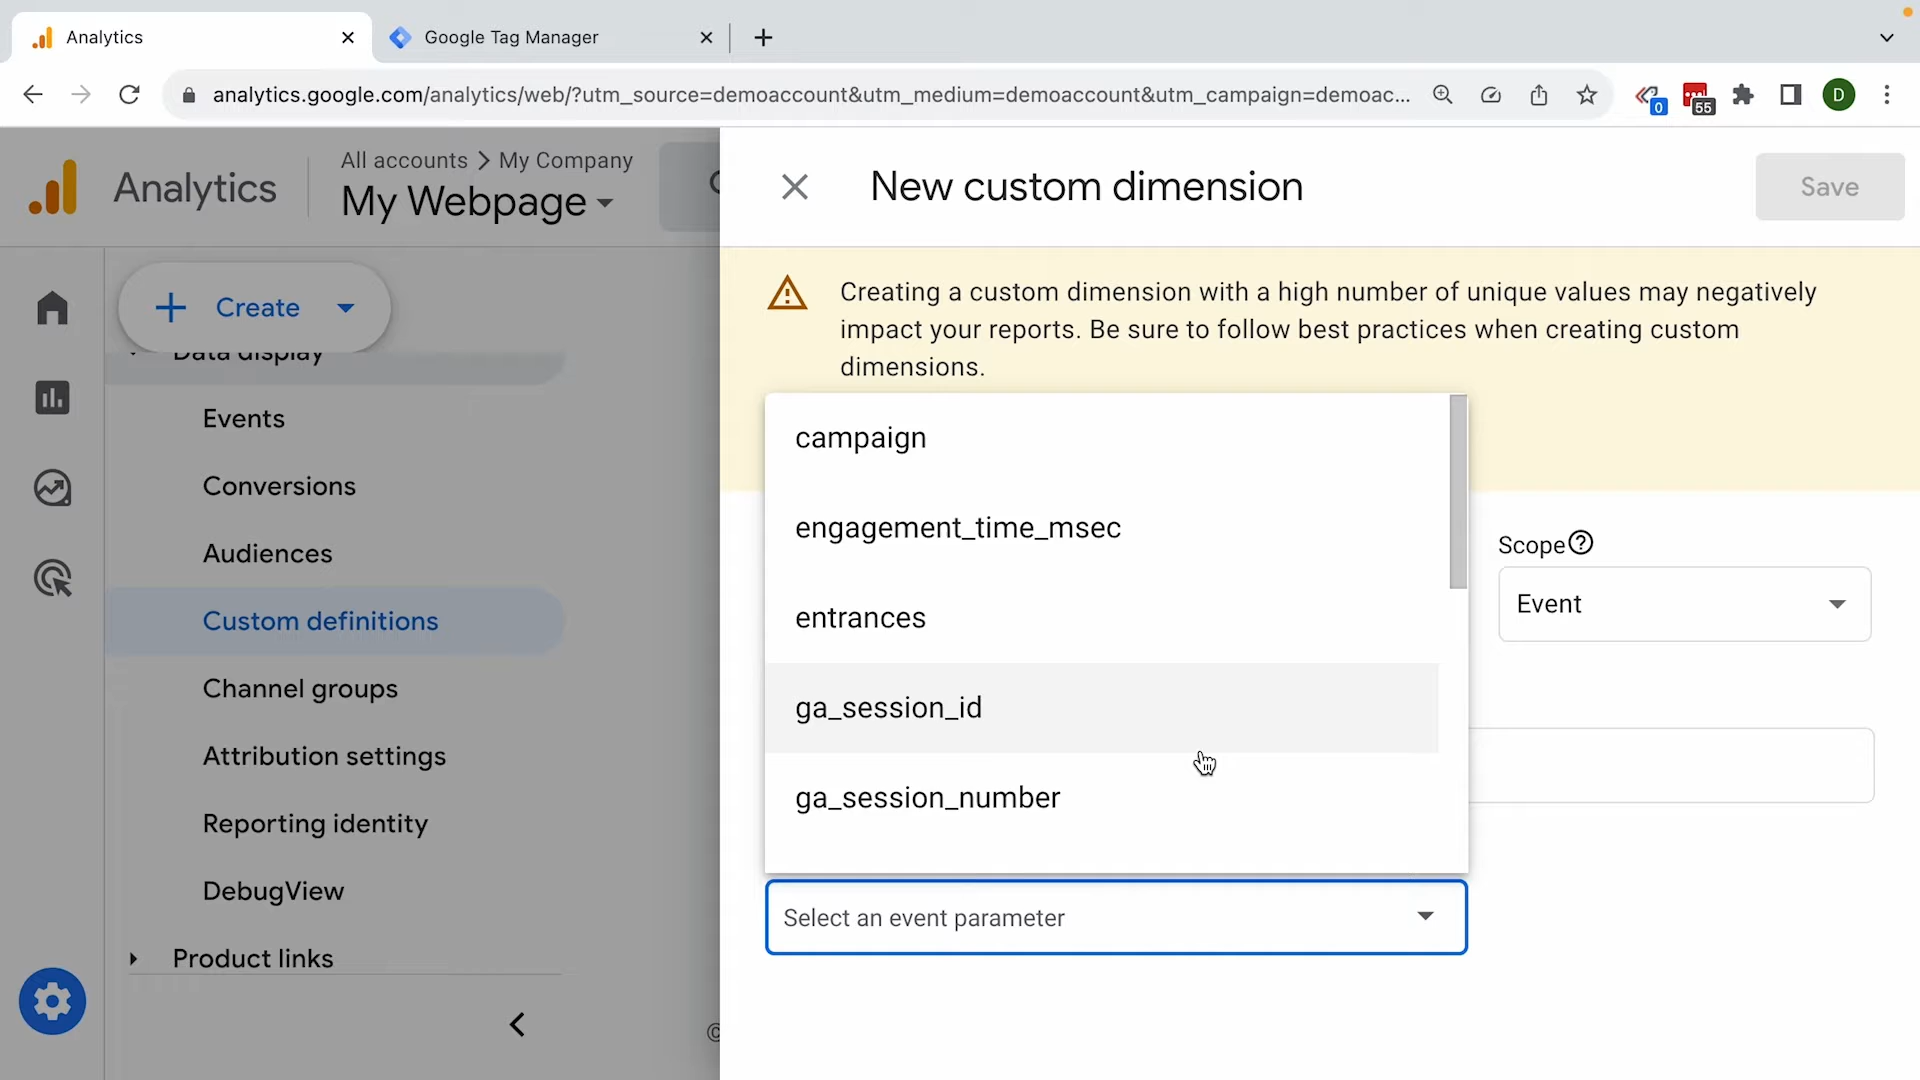 Analytics
Google Tag Manager
analytics.google.com/analytics/web/?utm_source=demoaccount&utm_medium=demoaccount&utm_campaign=demoac...
0
55
D
Analytics
All accounts > My Company
My Webpage
New custom dimension
Save
Create
Data display
Events
Conversions
Audiences
Custom definitions
Channel groups
Attribution settings
Reporting identity
DebugView
Product links
Creating a custom dimension with a high number of unique values may negatively
impact your reports. Be sure to follow best practices when creating custom
dimensions.
campaign
engagement_time_msec
entrances
ga_session_id
ga_session_number
Scope
Event
Select an event parameter
©